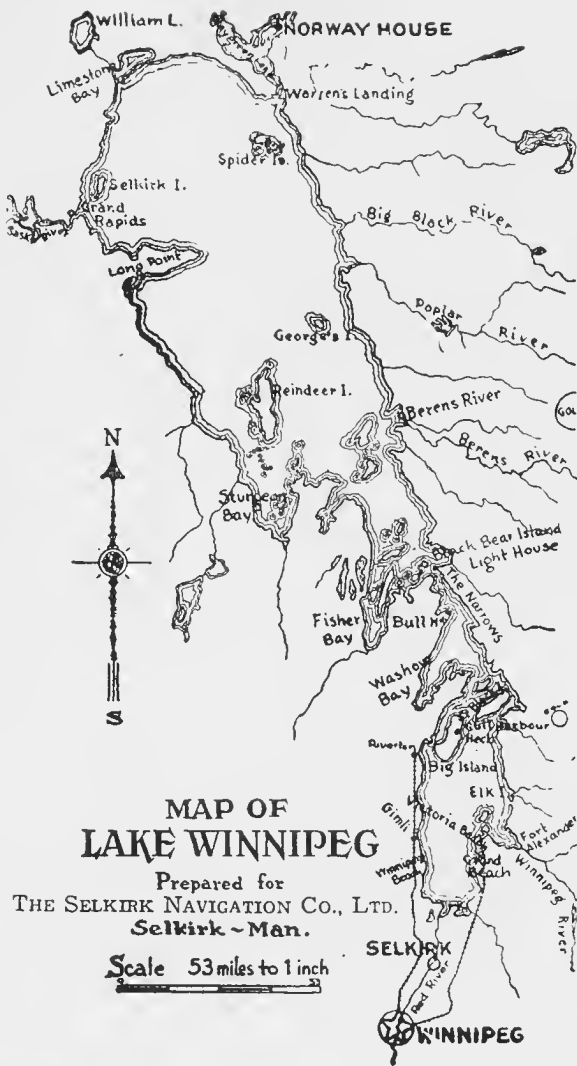 William L.
NORWAY HOUSE
Limestone
Bay
Warren's Landing
Spider Is.
Selkirk I.
Grand
Rapids
Big Black River
Long Point
Poplar River
George's I.
Reindeer I.
Berens River
Berens River
N
Sturgeon
Bay
Black Bear Island
Light House
The Narrows
Fisher
Bay
Bull Hd
Washow
Bay
Riverton
Big Island
Elk I
Gimli
Victoria Beach
Fort
Alexander
Winnipeg
Beach
Grand
Beach
Winnipeg
River
S
MAP OF
LAKE WINNIPEG
Prepared for
THE SELKIRK NAVIGATION CO., LTD.
Selkirk ~ Man.
Scale 53 miles to 1 inch
0 53
SELKIRK
Red River
WINNIPEG